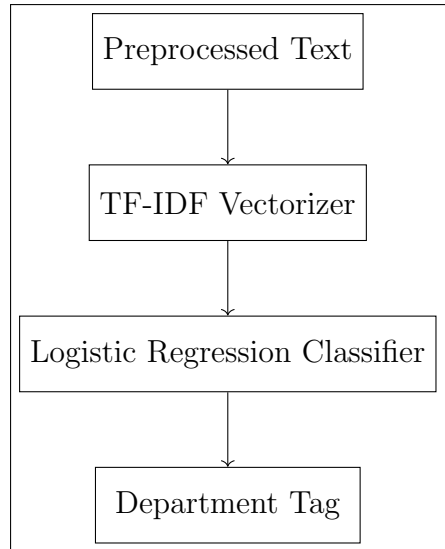 Preprocessed Text
TF-IDF Vectorizer
Logistic Regression Classifier
Department Tag